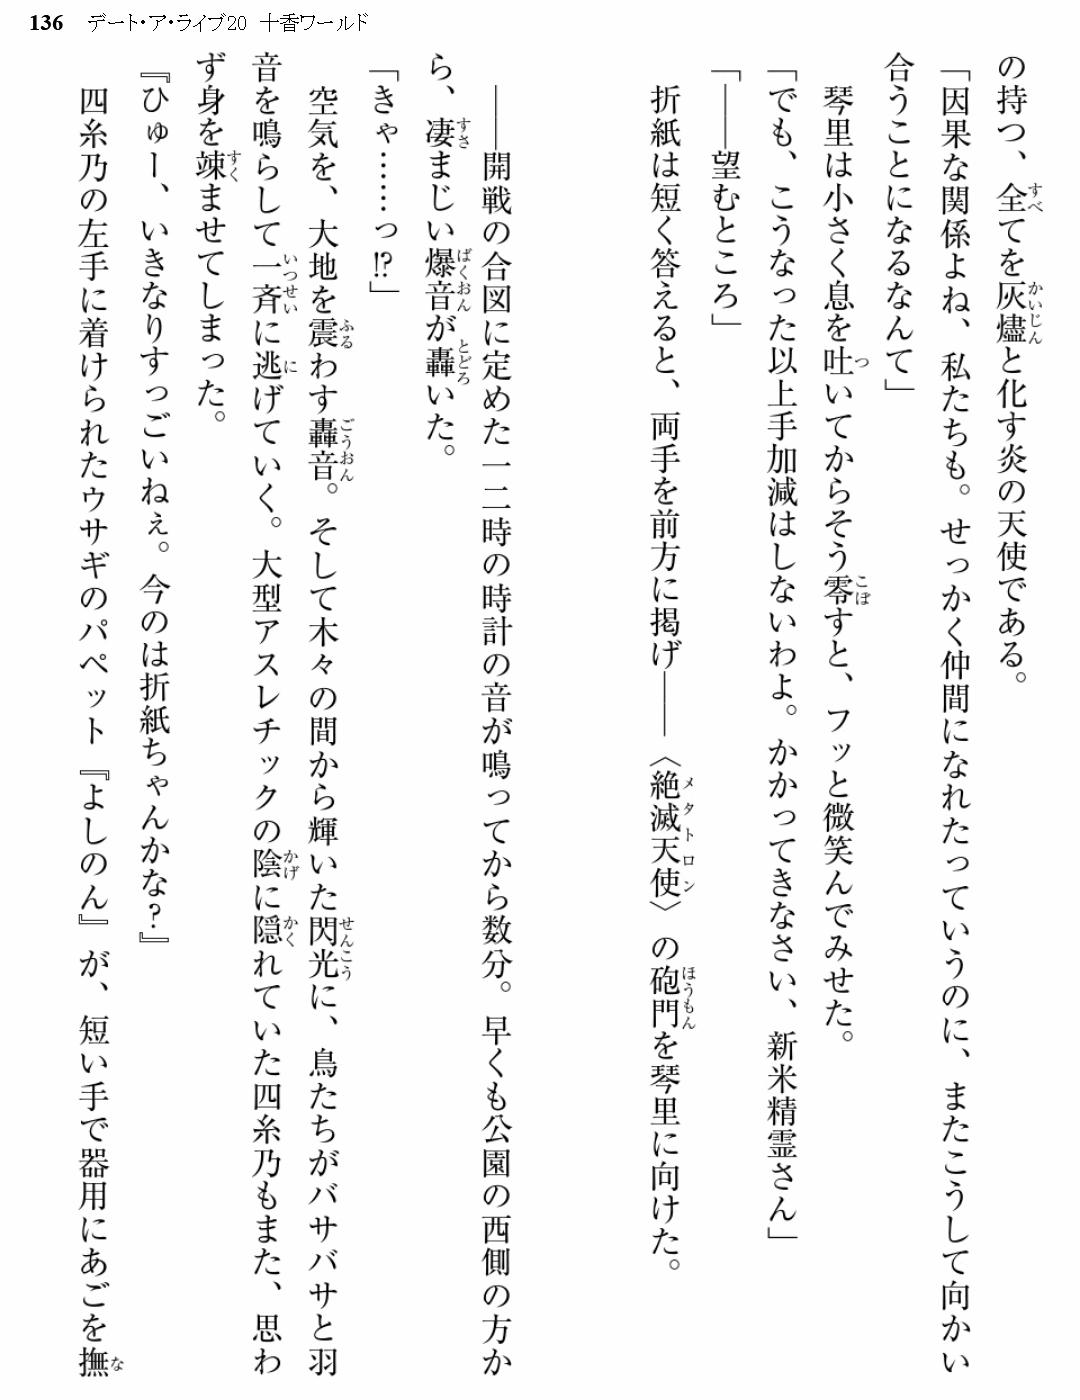 136 デート・ア・ライブ20 十香ワールド
の持つ、全てを灰燼と化す炎の天使である。
「因果な関係よね、私たちも。せっかく仲間になれたっていうのに、またこうして向かい
合うことになるなんて」
琴里は小さく息を吐いてからそう零すと、フッと微笑んでみせた。
「でも、こうなった以上手加減はしないわよ。かかってきなさい、新米精霊さん」
「――望むところ」
折紙は短く答えると、両手を前方に掲げ――〈絶滅天使〉の砲門を琴里に向けた。
――開戦の合図に定めた一二時の時計の音が鳴ってから数分。早くも公園の西側の方か
ら、凄まじい爆音が轟いた。
「きゃ……っ!?」
空気を、大地を震わす轟音。そして木々の間から輝いた閃光に、鳥たちがバサバサと羽
音を鳴らして一斉に逃げていく。大型アスレチックの陰に隠れていた四糸乃もまた、思わ
ず身を竦ませてしまった。
『ひゅー、いきなりすっごいねぇ。今のは折紙ちゃんかな?』
四糸乃の左手に着けられたウサギのパペット『よしのん』が、短い手で器用にあごを撫